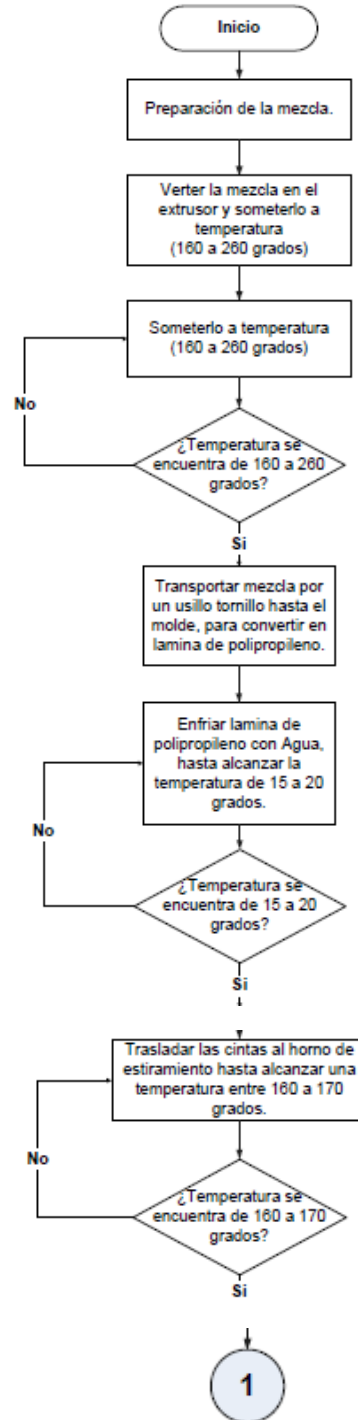 Inicio
Preparación de la mezcla.
Verter la mezcla en el
extrusor y someterlo a
temperatura
(160 a 260 grados)
Someterlo a temperatura
(160 a 260 grados)
No
¿Temperatura se
encuentra de 160 a 260
grados?
Si
Transportar mezcla por
un usillo tornillo hasta el
molde, para convertir en
lamina de polipropileno.
Enfriar lamina de
polipropileno con Agua,
hasta alcanzar la
temperatura de 15 a 20
grados.
No
¿Temperatura se
encuentra de 15 a 20
grados?
Si
Trasladar las cintas al horno de
estiramiento hasta alcanzar una
temperatura entre 160 a 170
grados.
No
¿Temperatura se
encuentra de 160 a 170
grados?
Si
1